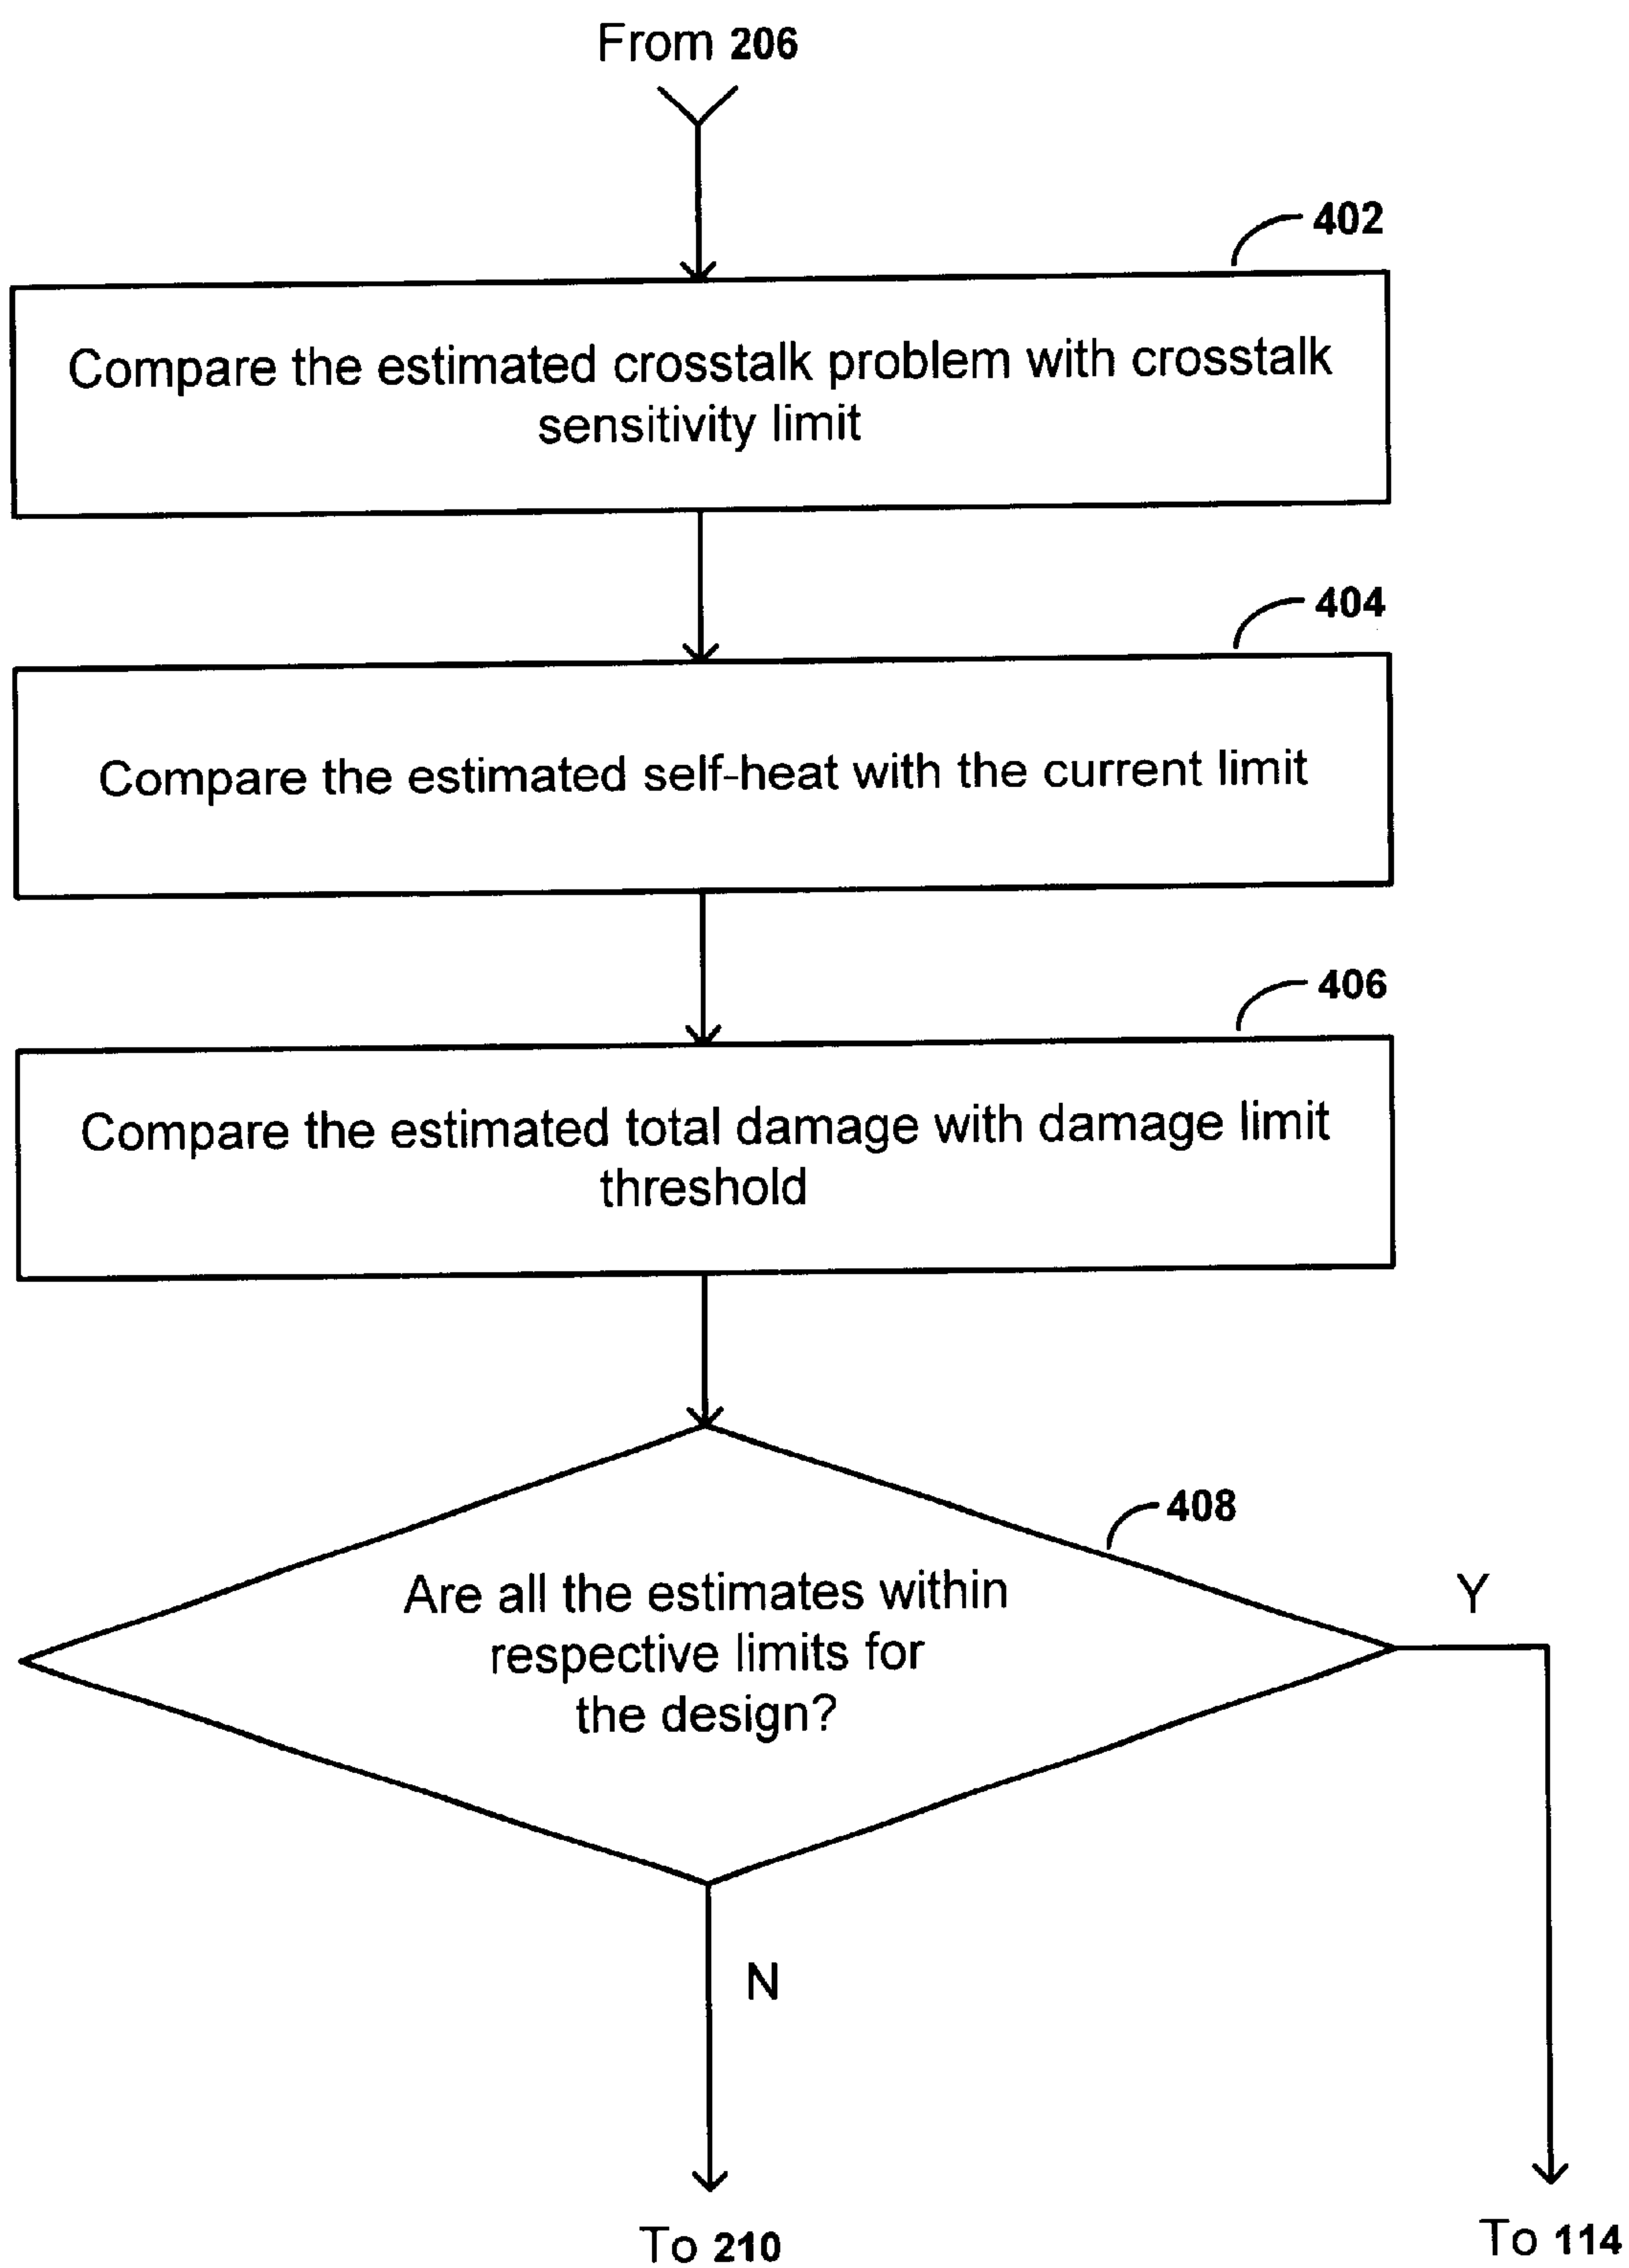 From 206
402
Compare the estimated crosstalk problem with crosstalk
sensitivity limit
404
Compare the estimated self-heat with the current limit
406
Compare the estimated total damage with damage limit
threshold
408
Are all the estimates within
respective limits for
the design?
Y
N
To 210
To 114